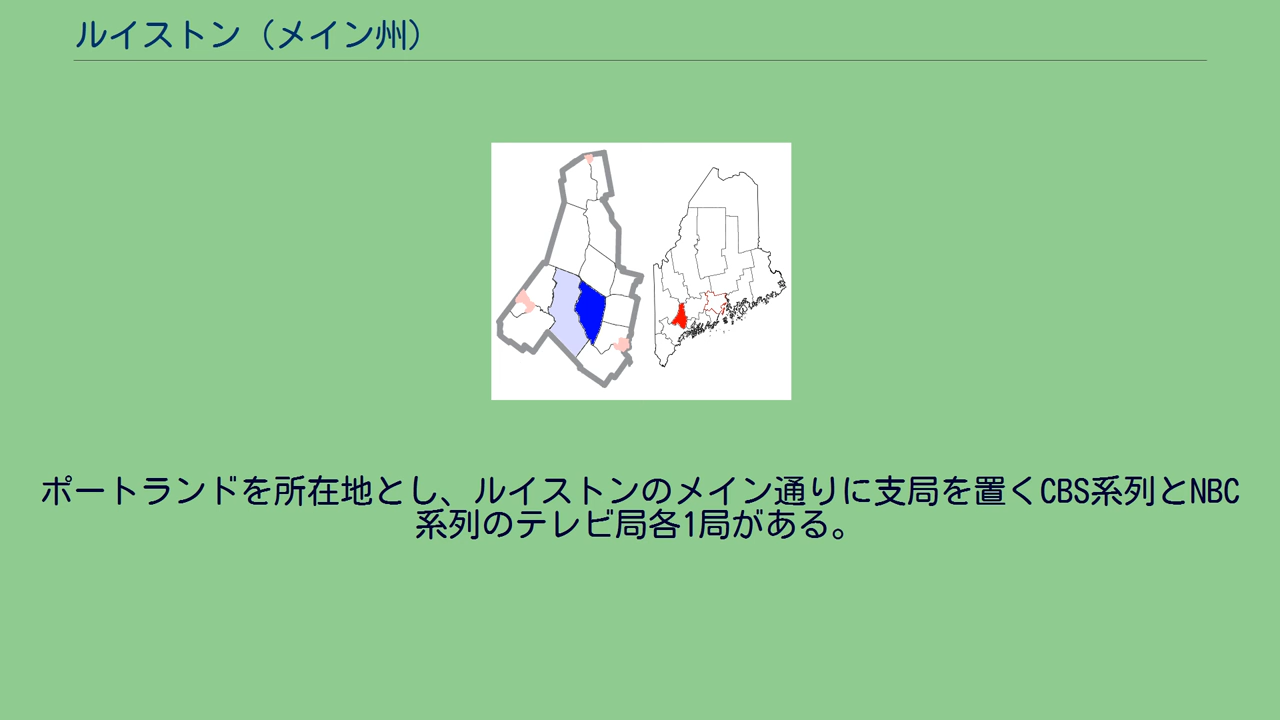 ルイストン（メイン州）
ポートランドを所在地とし、ルイストンのメイン通りに支局を置くCBS系列とNBC
系列のテレビ局各1局がある。